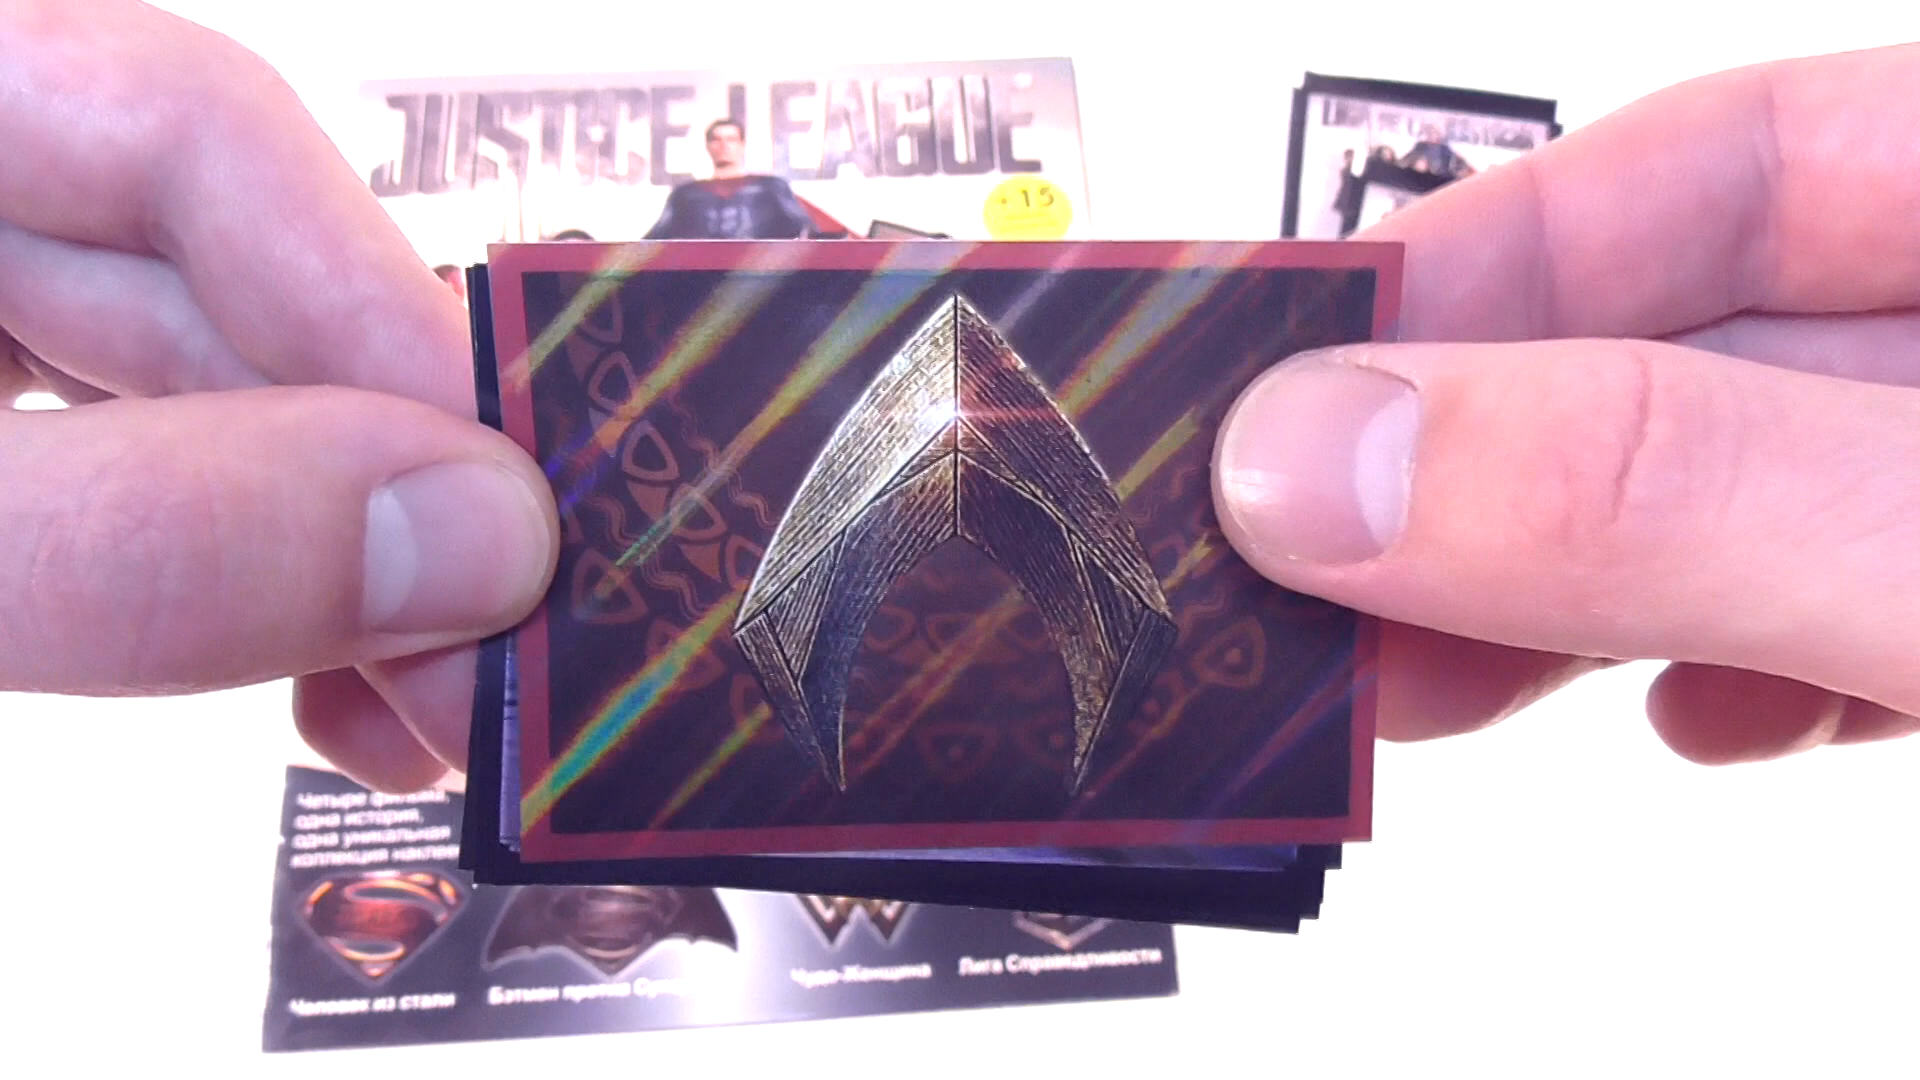 JUSTICE LEAGUE
15
Четыре фильма,
одна история,
одна уникальная
коллекция наклеек
Человек из стали
Бэтмен против
Чудо-Женщина
Лига Справедливости